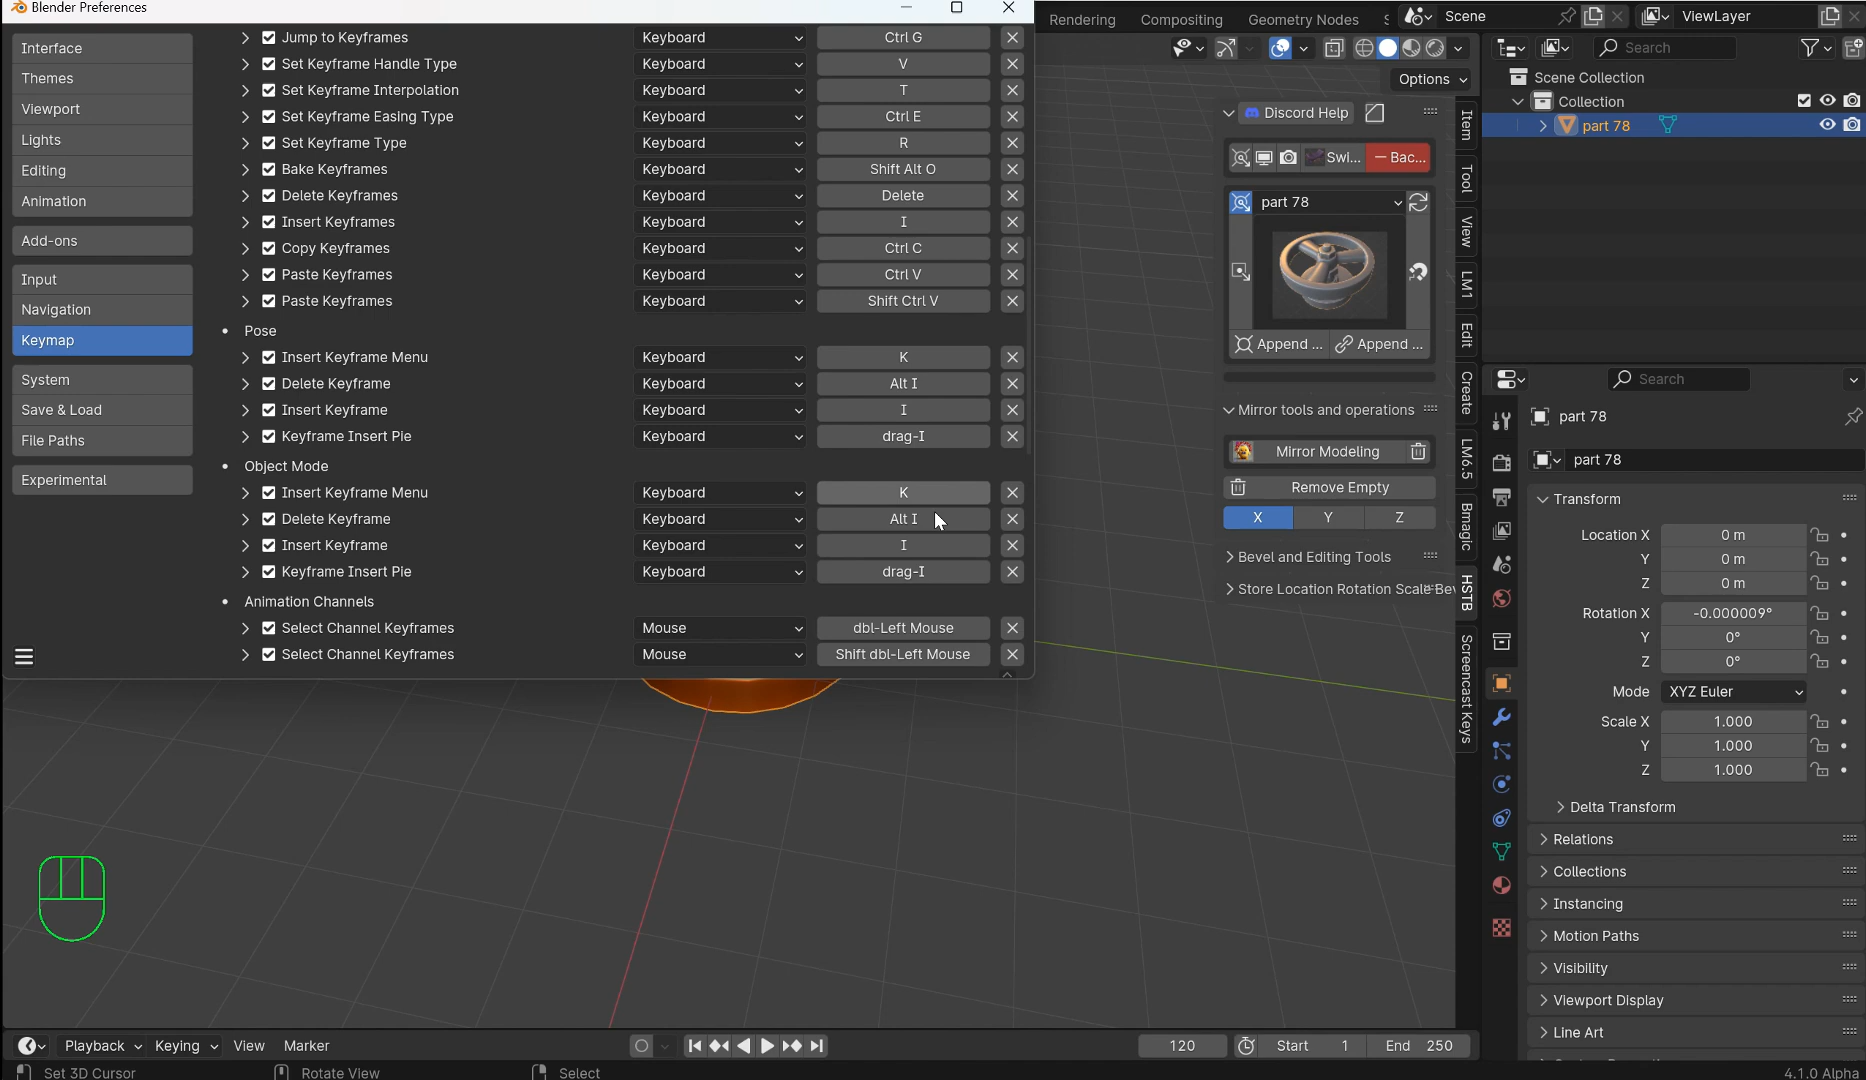 Blender Preferences
Interface
Themes
Viewport
Lights
Editing
Animation
Add-ons
Input
Navigation
Keymap
System
Save & Load
File Paths
Experimental
Jump to Keyframes Keyboard Ctrl G
Set Keyframe Handle Type Keyboard V
Set Keyframe Interpolation Keyboard T
Set Keyframe Easing Type Keyboard Ctrl E
Set Keyframe Type Keyboard R
Bake Keyframes Keyboard Shift Alt O
Delete Keyframes Keyboard Delete
Insert Keyframes Keyboard I
Copy Keyframes Keyboard Ctrl C
Paste Keyframes Keyboard Ctrl V
Paste Keyframes Keyboard Shift Ctrl V
Pose
Insert Keyframe Menu Keyboard K
Delete Keyframe Keyboard Alt I
Insert Keyframe Keyboard I
Keyframe Insert Pie Keyboard drag-I
Object Mode
Insert Keyframe Menu Keyboard K
Delete Keyframe Keyboard Alt I
Insert Keyframe Keyboard I
Keyframe Insert Pie Keyboard drag-I
Animation Channels
Select Channel Keyframes Mouse dbl-Left Mouse
Select Channel Keyframes Mouse Shift dbl-Left Mouse
Rendering Compositing Geometry Nodes S
Options
Discord Help
Swi... Bac...
part 78
Append ... Append ...
Mirror tools and operations
Mirror Modeling
Remove Empty
X Y Z
Bevel and Editing Tools
Store Location Rotation Scale Bev
Item
Tool
View
LM1
Edit
Create
LM6.5
Bmagic
HSTB
Screencast Keys
Scene ViewLayer
Search
Scene Collection
Collection
part 78
Search
part 78
part 78
Transform
Location X 0 m
Y 0 m
Z 0 m
Rotation X -0.000009°
Y 0°
Z 0°
Mode XYZ Euler
Scale X 1.000
Y 1.000
Z 1.000
Delta Transform
Relations
Collections
Instancing
Motion Paths
Visibility
Viewport Display
Line Art
Playback Keying View Marker 120 Start 1 End 250
Set 3D Cursor Rotate View Select 4.1.0 Alpha